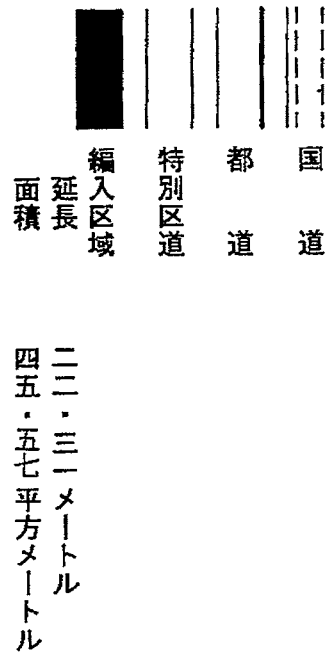 国道
都道
特別区道
編入区域
延長 二二・三一メートル
面積 四五・五七平方メートル